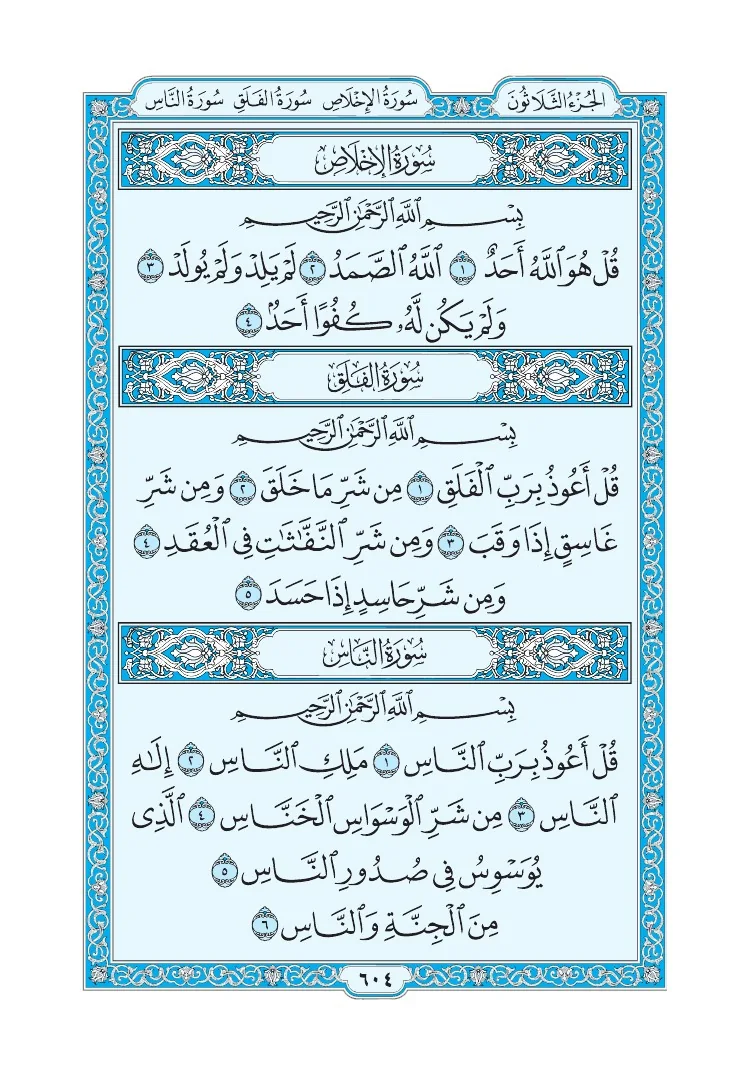 الجُزْءُ الثَّلَاثُونَ سُورَةُ الإِخْلَاصِ سُورَةُ الفَلَقِ سُورَةُ النَّاسِ
سُورَةُ الإِخْلَاصِ
بِسْمِ ٱللَّهِ ٱلرَّحْمَٰنِ ٱلرَّحِيمِ
قُلْ هُوَ ٱللَّهُ أَحَدٌ ١ ٱللَّهُ ٱلصَّمَدُ ٢ لَمْ يَلِدْ وَلَمْ يُولَدْ ٣
وَلَمْ يَكُن لَّهُۥ كُفُوًا أَحَدٌۢ ٤
سُورَةُ الفَلَقِ
بِسْمِ ٱللَّهِ ٱلرَّحْمَٰنِ ٱلرَّحِيمِ
قُلْ أَعُوذُ بِرَبِّ ٱلْفَلَقِ ١ مِن شَرِّ مَا خَلَقَ ٢ وَمِن شَرِّ
غَاسِقٍ إِذَا وَقَبَ ٣ وَمِن شَرِّ ٱلنَّفَّٰثَٰتِ فِى ٱلْعُقَدِ ٤
وَمِن شَرِّ حَاسِدٍ إِذَا حَسَدَ ٥
سُورَةُ النَّاسِ
بِسْمِ ٱللَّهِ ٱلرَّحْمَٰنِ ٱلرَّحِيمِ
قُلْ أَعُوذُ بِرَبِّ ٱلنَّاسِ ١ مَلِكِ ٱلنَّاسِ ٢ إِلَٰهِ
ٱلنَّاسِ ٣ مِن شَرِّ ٱلْوَسْوَاسِ ٱلْخَنَّاسِ ٤ ٱلَّذِى
يُوَسْوِسُ فِى صُدُورِ ٱلنَّاسِ ٥
مِنَ ٱلْجِنَّةِ وَٱلنَّاسِ ٦
٦٠٤